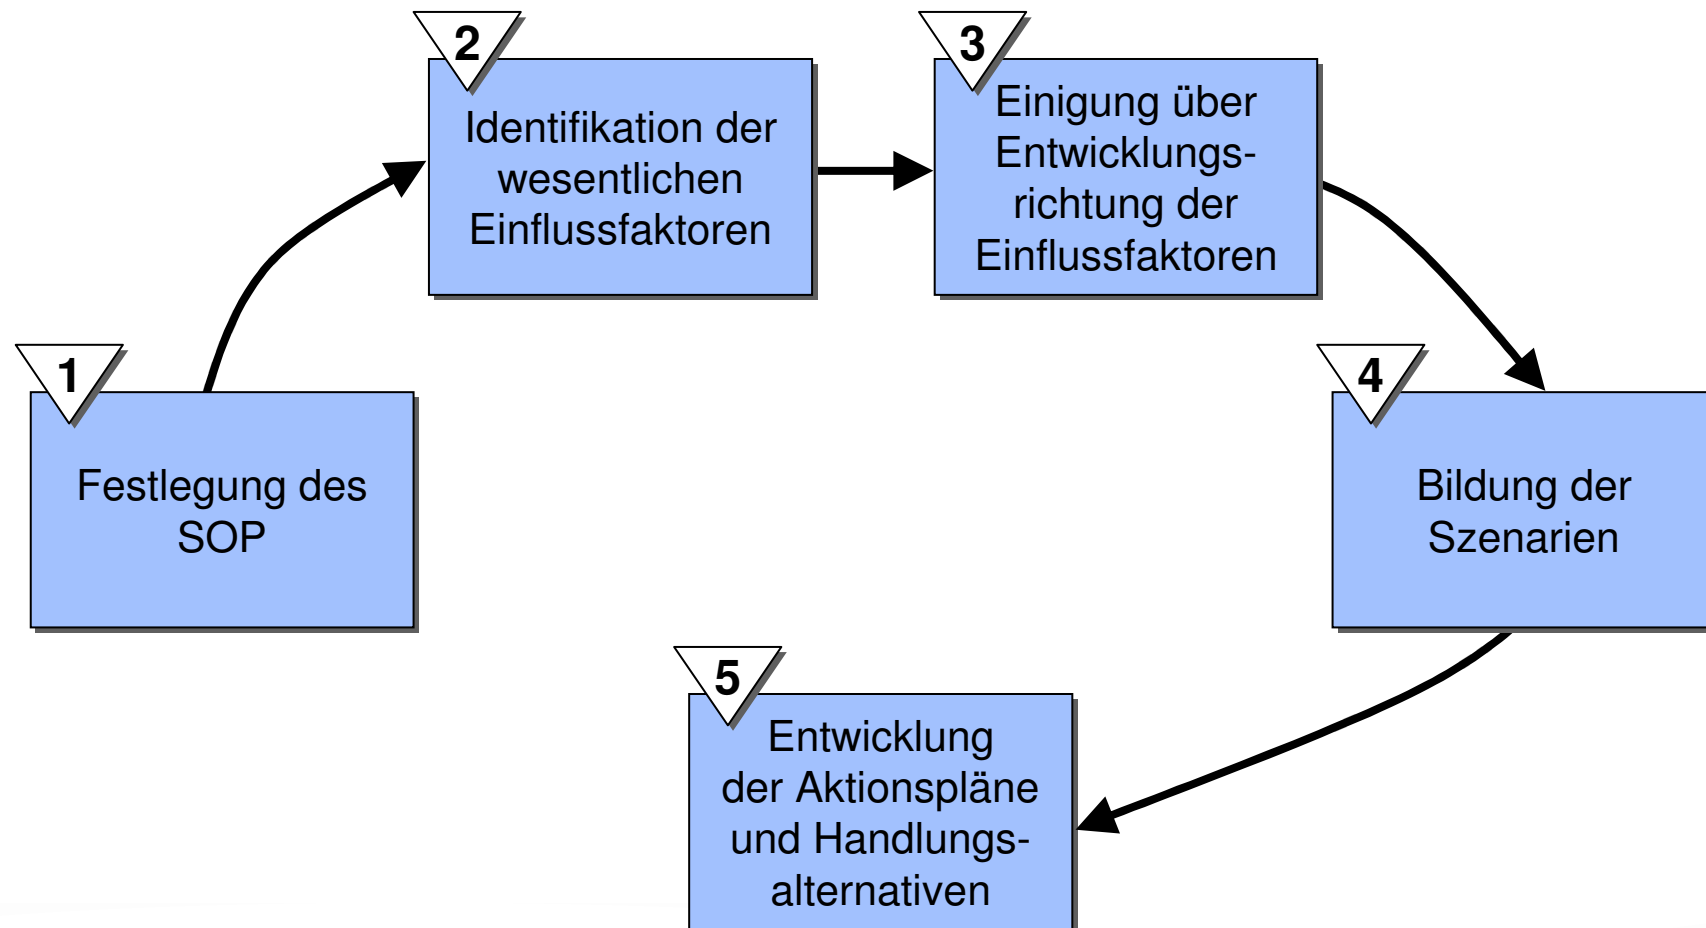 1
Festlegung des
SOP
2
Identifikation der
wesentlichen
Einflussfaktoren
3
Einigung über
Entwicklungs-
richtung der
Einflussfaktoren
4
Bildung der
Szenarien
5
Entwicklung
der Aktionspläne
und Handlungs-
alternativen